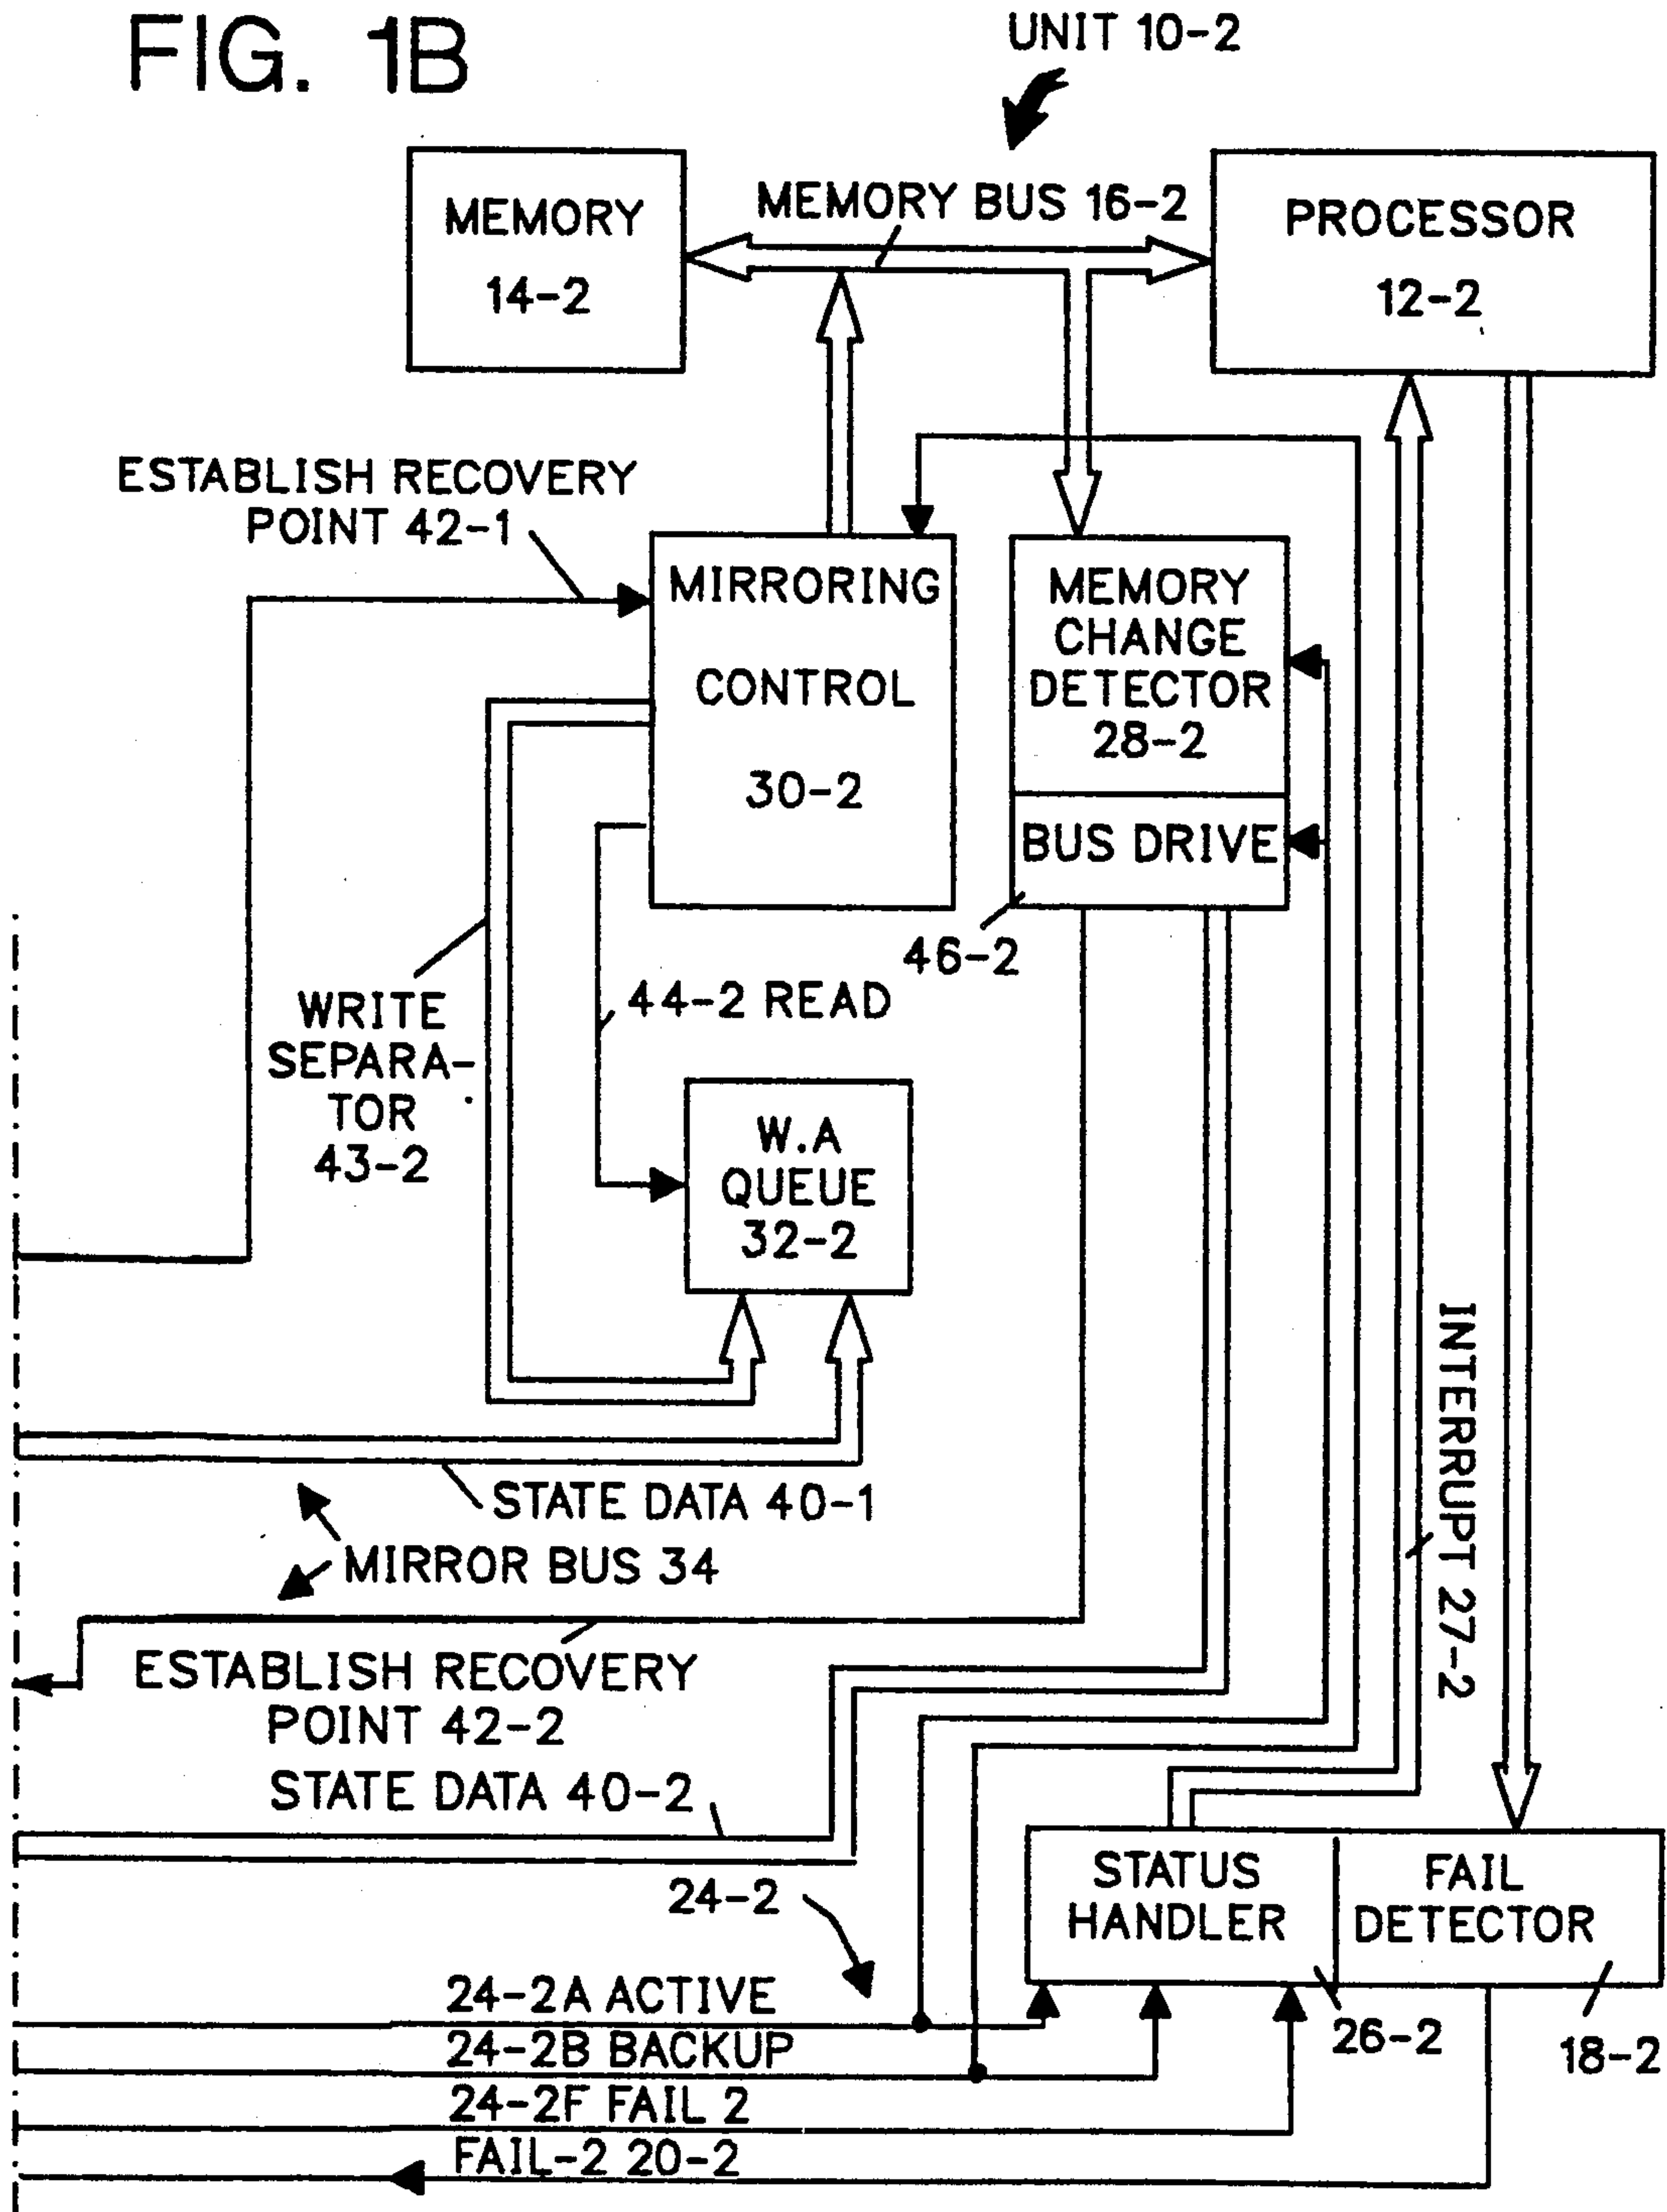 FIG. 1B
UNIT 10-2
MEMORY
14-2
MEMORY BUS 16-2
PROCESSOR
12-2
ESTABLISH RECOVERY
POINT 42-1
MIRRORING
CONTROL
30-2
MEMORY
CHANGE
DETECTOR
28-2
BUS DRIVE
46-2
44-2 READ
WRITE
SEPARA-
TOR
43-2
W.A
QUEUE
32-2
INTERRUPT 27-2
STATE DATA 40-1
MIRROR BUS 34
ESTABLISH RECOVERY
POINT 42-2
STATE DATA 40-2
24-2
STATUS
HANDLER
FAIL
DETECTOR
26-2
18-2
24-2A ACTIVE
24-2B BACKUP
24-2F FAIL 2
FAIL-2 20-2